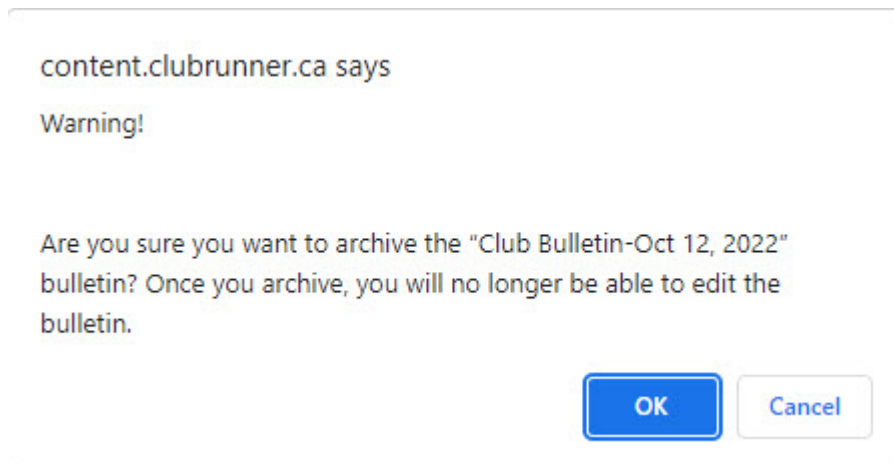 content.clubrunner.ca says
Warning!
Are you sure you want to archive the “Club Bulletin-Oct 12, 2022”
bulletin? Once you archive, you will no longer be able to edit the
bulletin.
OK Cancel